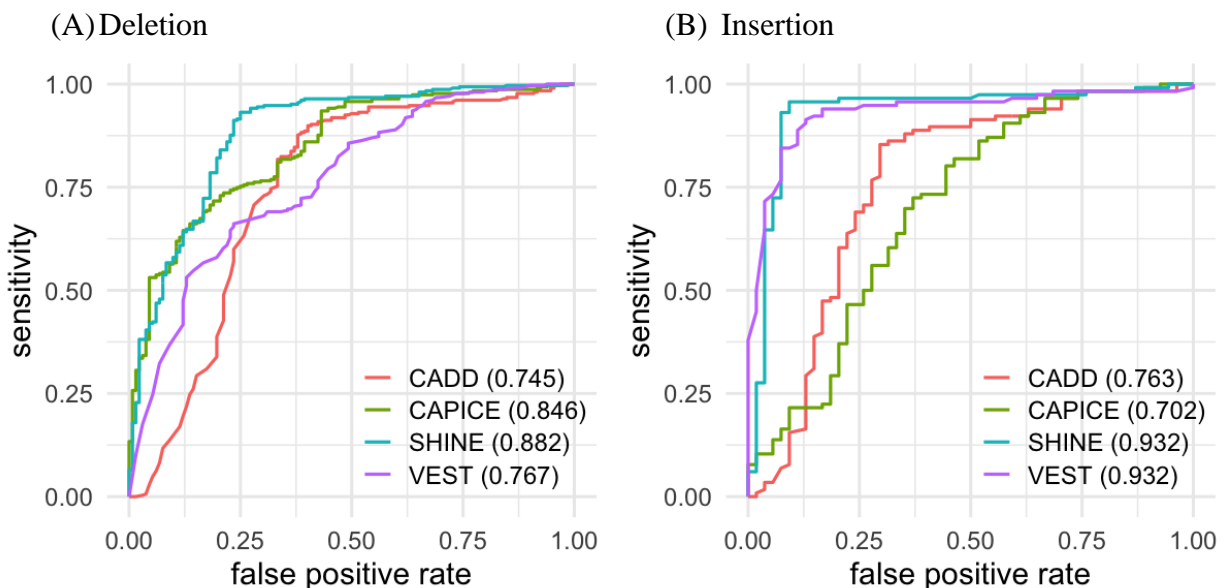 (A) Deletion
(B) Insertion
sensitivity
1.00
0.75
0.50
0.25
0.00
CADD (0.745)
CAPICE (0.846)
SHINE (0.882)
VEST (0.767)
0.00 0.25 0.50 0.75 1.00
false positive rate
sensitivity
1.00
0.75
0.50
0.25
0.00
CADD (0.763)
CAPICE (0.702)
SHINE (0.932)
VEST (0.932)
0.00 0.25 0.50 0.75 1.00
false positive rate